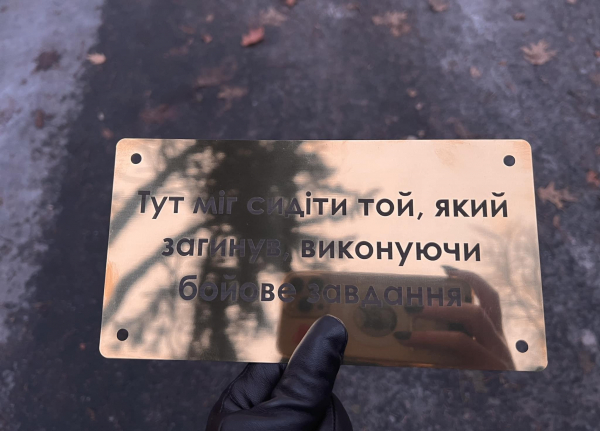 Тут міг сидіти той, який
загинув, виконуючи
бойове завдання